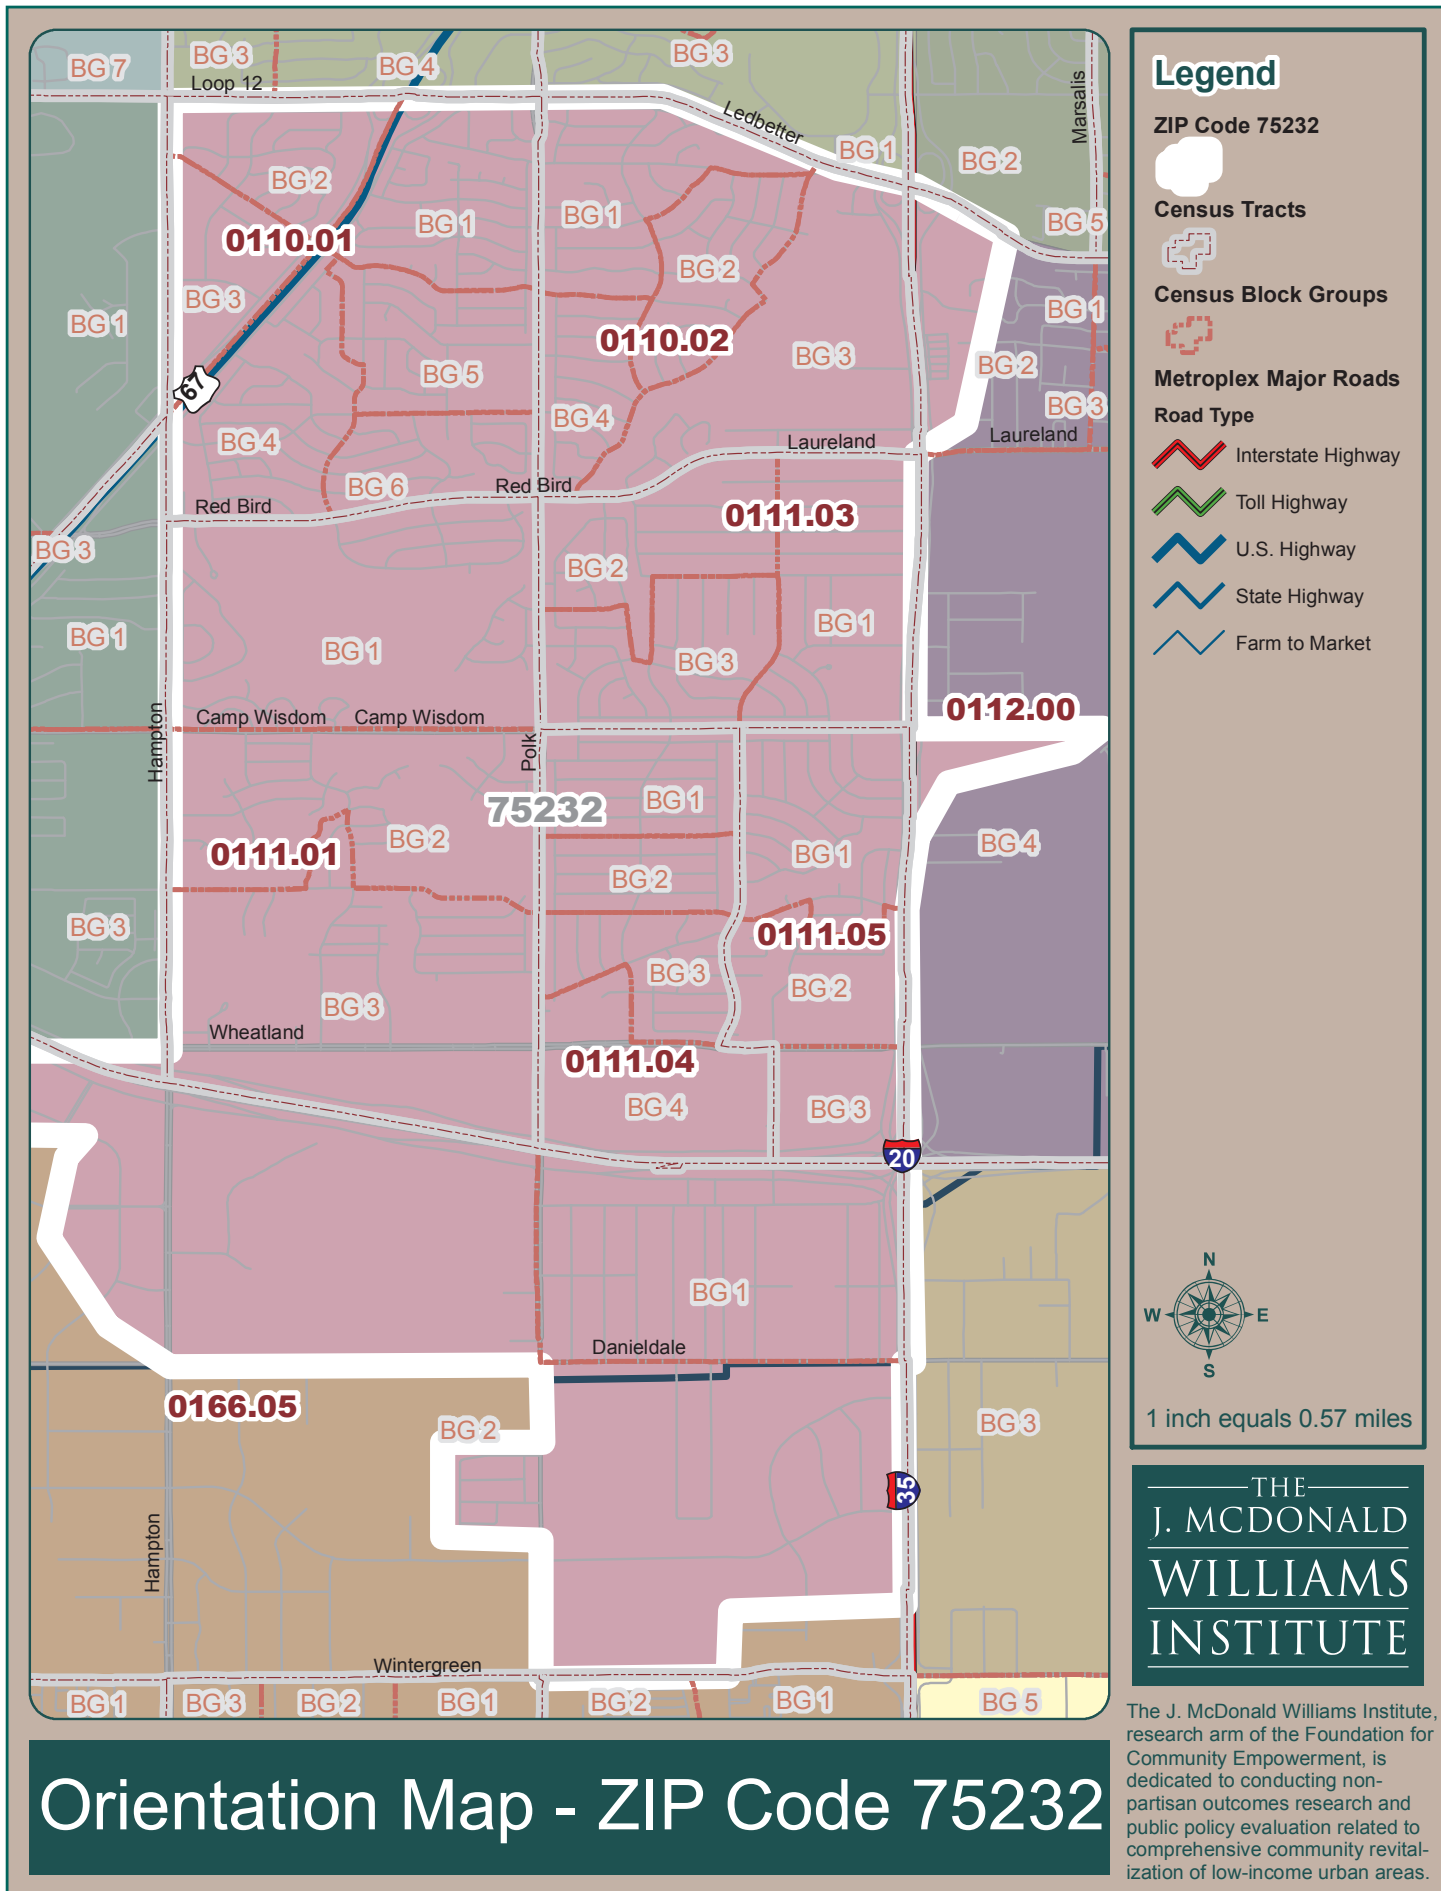 BG 7
BG 3
BG 4
BG 3
Loop 12
Ledbetter
BG 1
BG 2
Marsalis
BG 2
BG 1
BG 1
BG 5
0110.01
BG 2
BG 3
BG 1
BG 1
0110.02
BG 3
BG 2
67
BG 5
BG 3
BG 4
BG 4
Laureland
Laureland
BG 6
Red Bird
Red Bird
0111.03
BG 3
BG 2
BG 1
BG 1
BG 1
BG 3
0112.00
Camp Wisdom
Camp Wisdom
Hampton
Polk
75232
BG 1
BG 2
0111.01
BG 1
BG 4
BG 2
BG 3
0111.05
BG 3
BG 2
BG 3
Wheatland
0111.04
BG 4
BG 3
20
BG 1
Danieldale
0166.05
BG 2
BG 3
35
Hampton
Wintergreen
BG 1
BG 3
BG 2
BG 1
BG 2
BG 1
BG 5
Orientation Map - ZIP Code 75232
Legend
ZIP Code 75232
Census Tracts
Census Block Groups
Metroplex Major Roads
Road Type
Interstate Highway
Toll Highway
U.S. Highway
State Highway
Farm to Market
N
W
E
S
1 inch equals 0.57 miles
THE
J. MCDONALD
WILLIAMS
INSTITUTE
The J. McDonald Williams Institute,
research arm of the Foundation for
Community Empowerment, is
dedicated to conducting non-
partisan outcomes research and
public policy evaluation related to
comprehensive community revital-
ization of low-income urban areas.